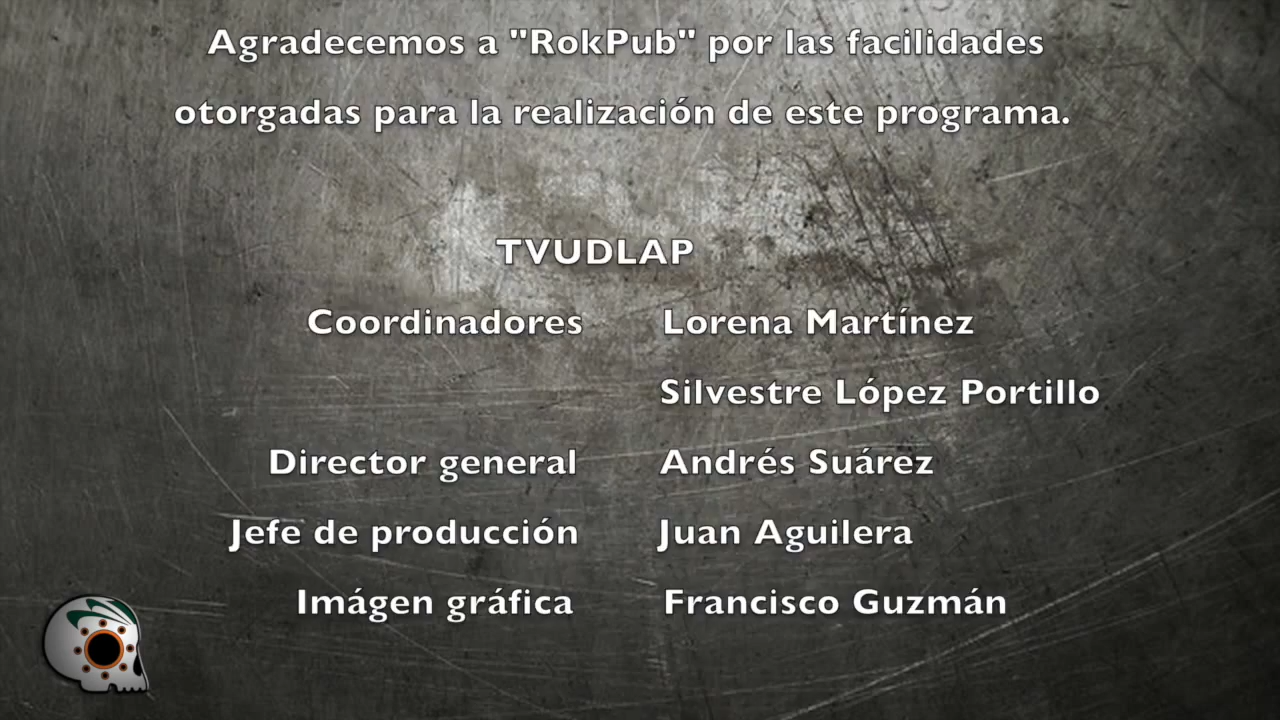 Agradecemos a "RokPub" por las facilidades
otorgadas para la realización de este programa.
TVUDLAP
Coordinadores Lorena Martínez
Silvestre López Portillo
Director general Andrés Suárez
Jefe de producción Juan Aguilera
Imágen gráfica Francisco Guzmán